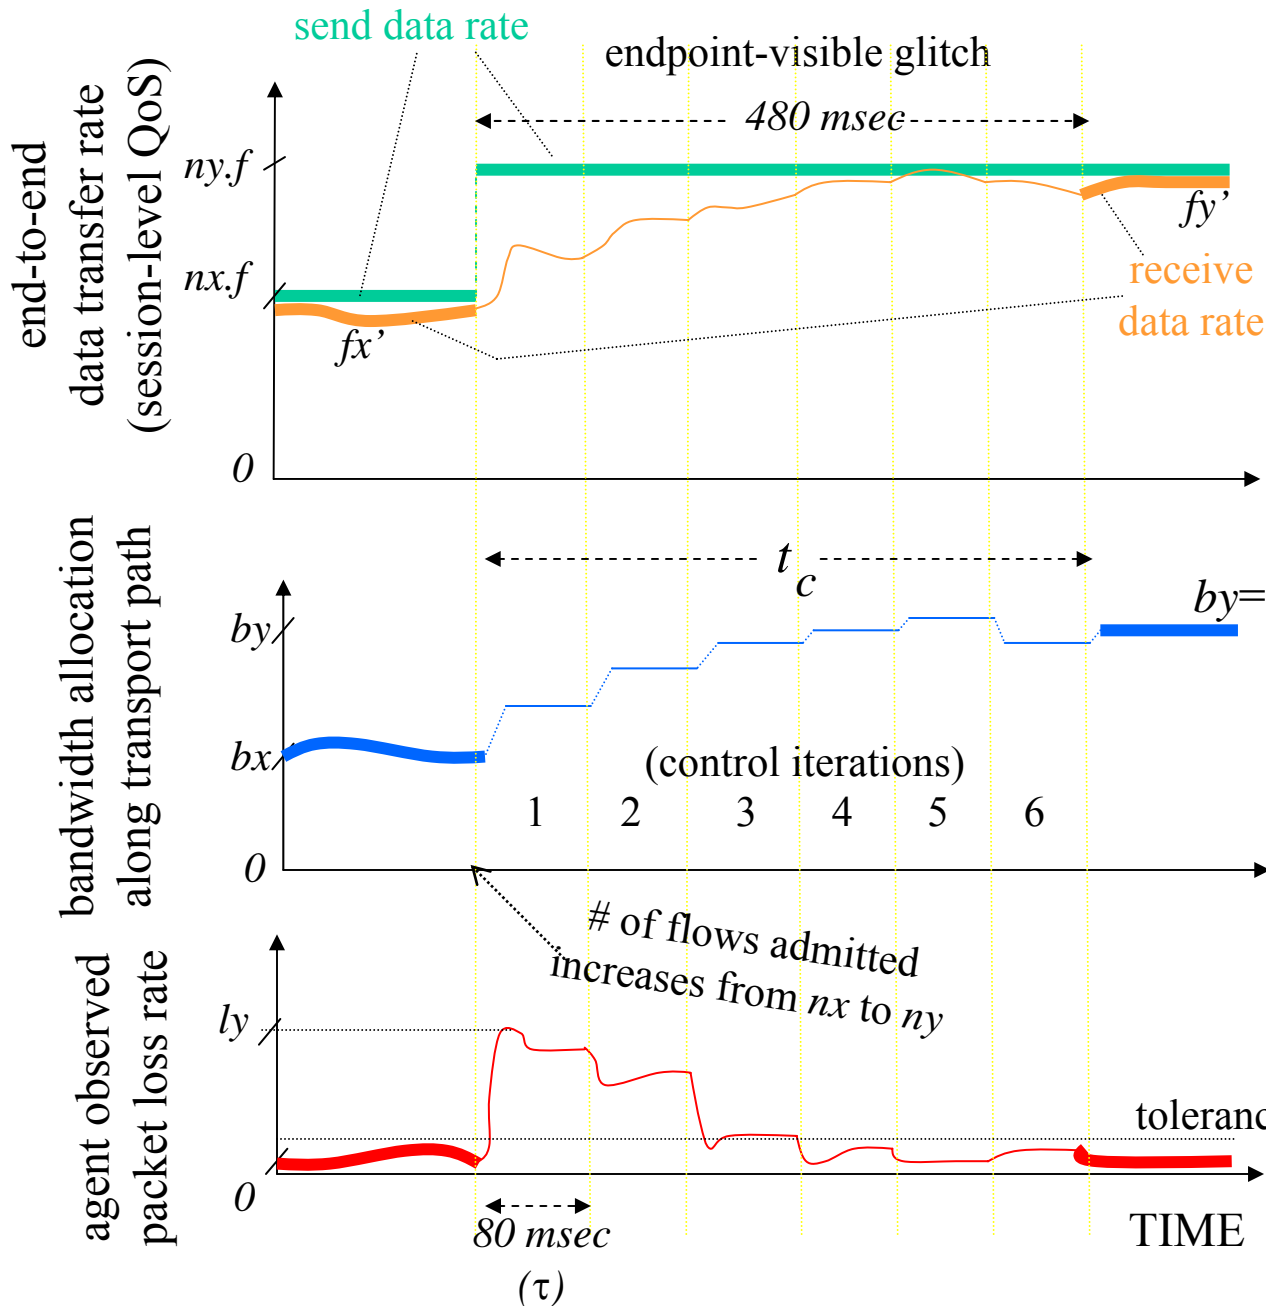 send data rate
endpoint-visible glitch
480 msec
end-to-end
data transfer rate
(session-level QoS)
ny.f
nx.f
fx’
fy’
receive
data rate
0
bandwidth allocation
along transport path
t c
by=
by
bx
(control iterations)
1 2 3 4 5 6
0
# of flows admitted
increases from nx to ny
agent observed
packet loss rate
ly
toleranc
0
80 msec
(τ)
TIME